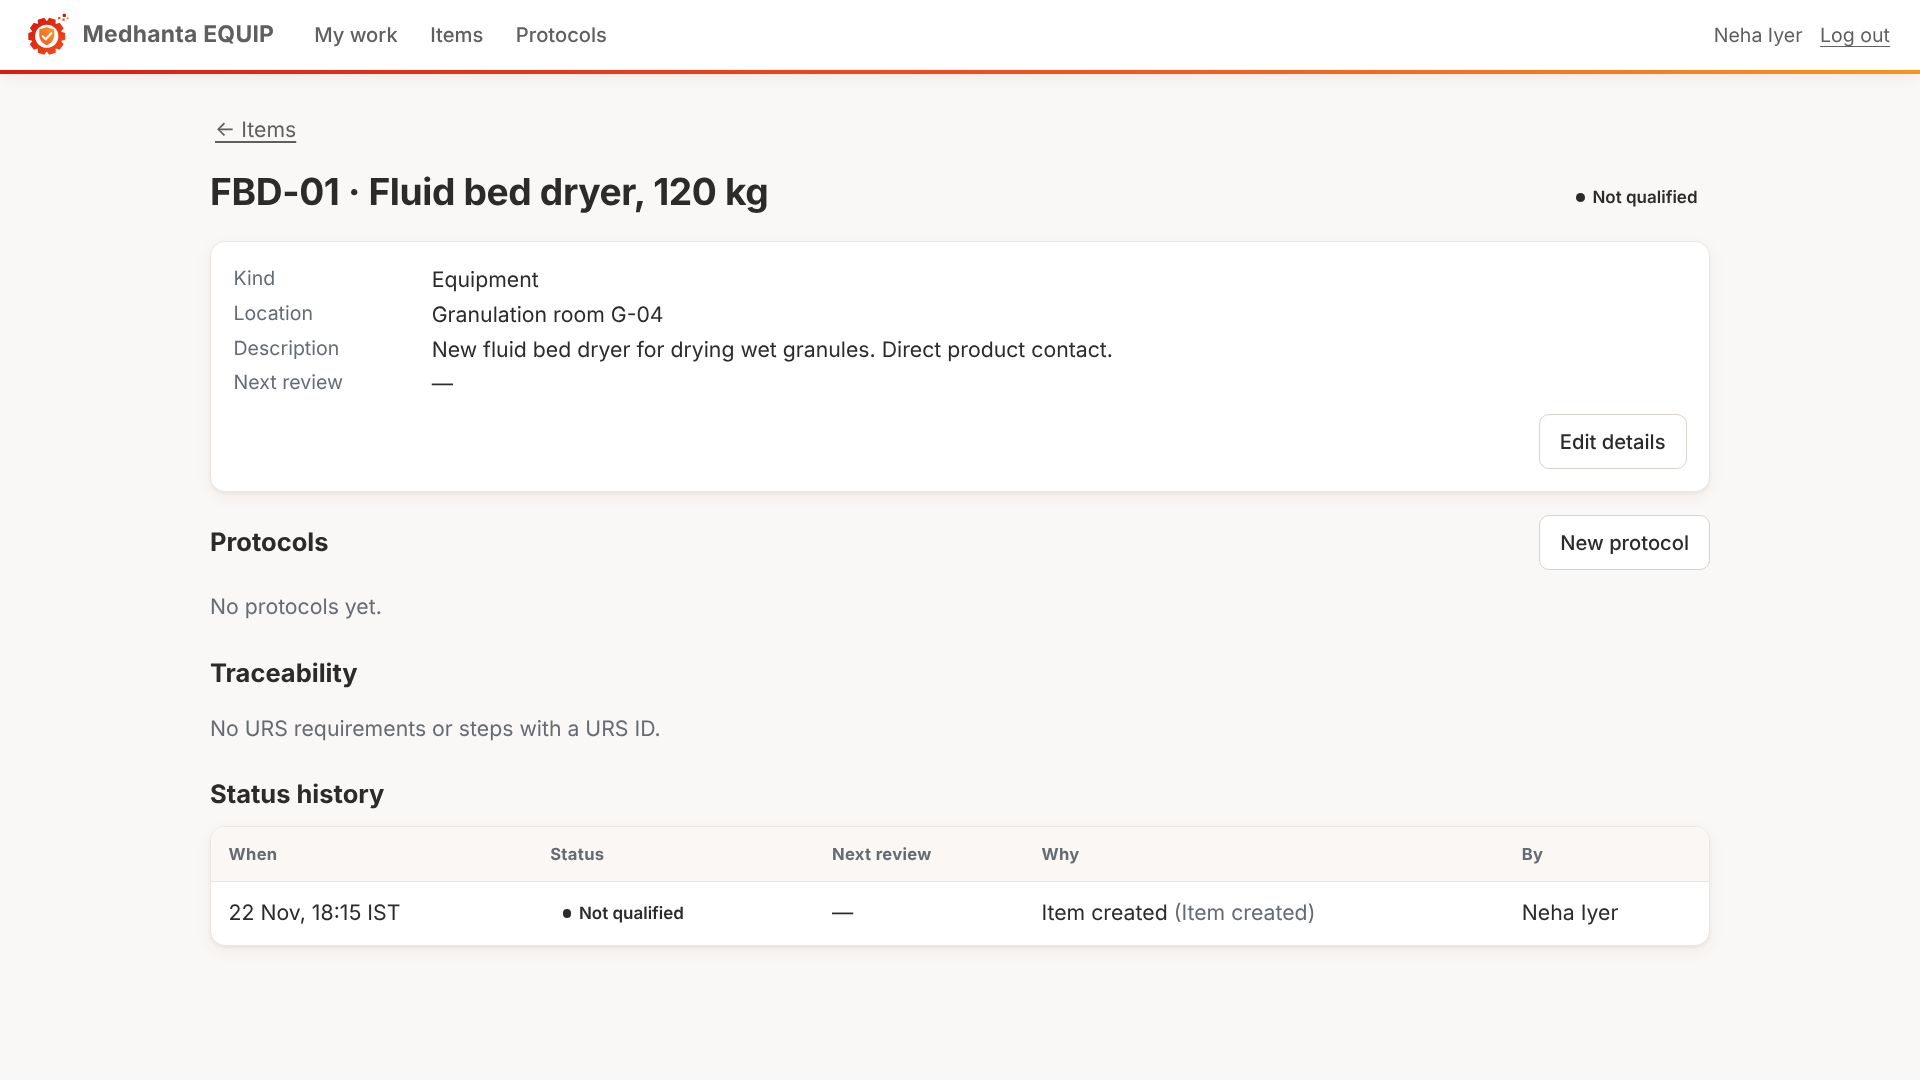 Medhanta EQUIP My work Items Protocols Neha Iyer Log out
← Items
FBD-01 · Fluid bed dryer, 120 kg
Not qualified
Kind Equipment
Location Granulation room G-04
Description New fluid bed dryer for drying wet granules. Direct product contact.
Next review —
Edit details
Protocols New protocol
No protocols yet.
Traceability
No URS requirements or steps with a URS ID.
Status history
When Status Next review Why By
22 Nov, 18:15 IST Not qualified — Item created (Item created) Neha Iyer